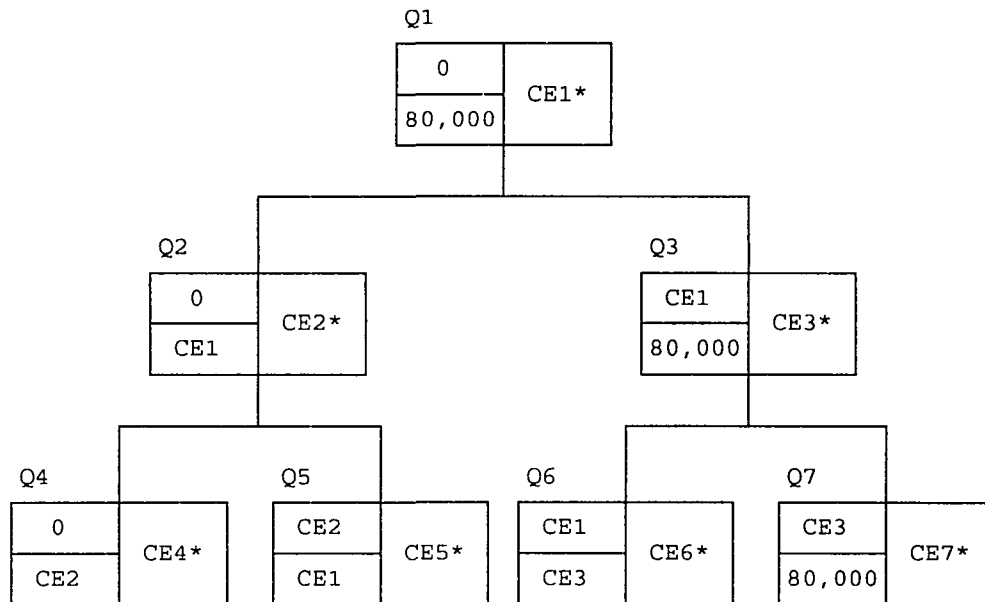 Q1
0
CE1*
80,000
Q2
Q3
0
CE2*
CE1
CE1
CE3*
80,000
Q4
Q5
Q6
Q7
0
CE4*
CE2
CE2
CE5*
CE1
CE1
CE6*
CE3
CE3
CE7*
80,000